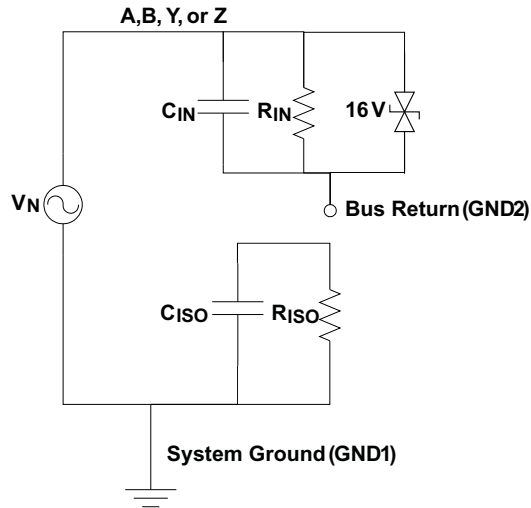 A,B, Y, or Z
CIN
RIN
16 V
VN
Bus Return (GND2)
CISO
RISO
System Ground (GND1)